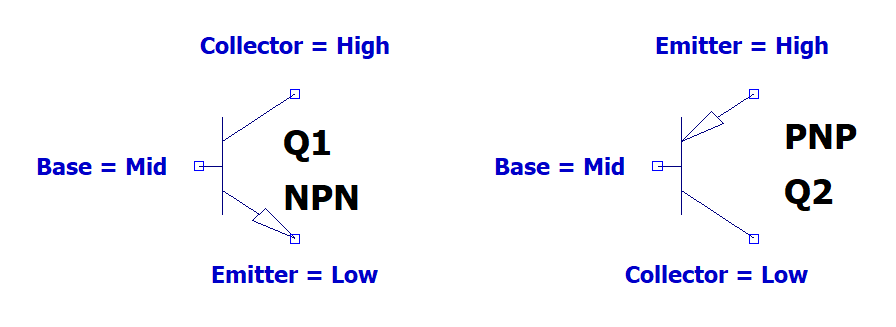 Collector = High
Base = Mid
Q1
NPN
Emitter = Low
Emitter = High
Base = Mid
PNP
Q2
Collector = Low